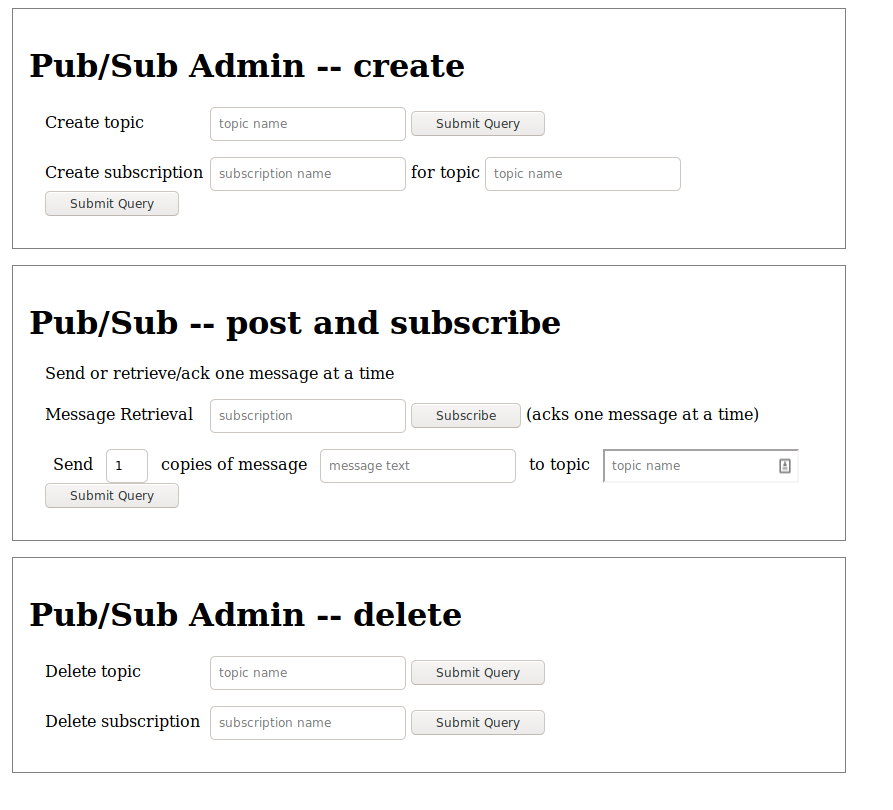 Pub/Sub Admin -- create
Create topic topic name Submit Query
Create subscription subscription name for topic topic name
Submit Query
Pub/Sub -- post and subscribe
Send or retrieve/ack one message at a time
Message Retrieval subscription Subscribe (acks one message at a time)
Send 1 copies of message message text to topic topic name
Submit Query
Pub/Sub Admin -- delete
Delete topic topic name Submit Query
Delete subscription subscription name Submit Query